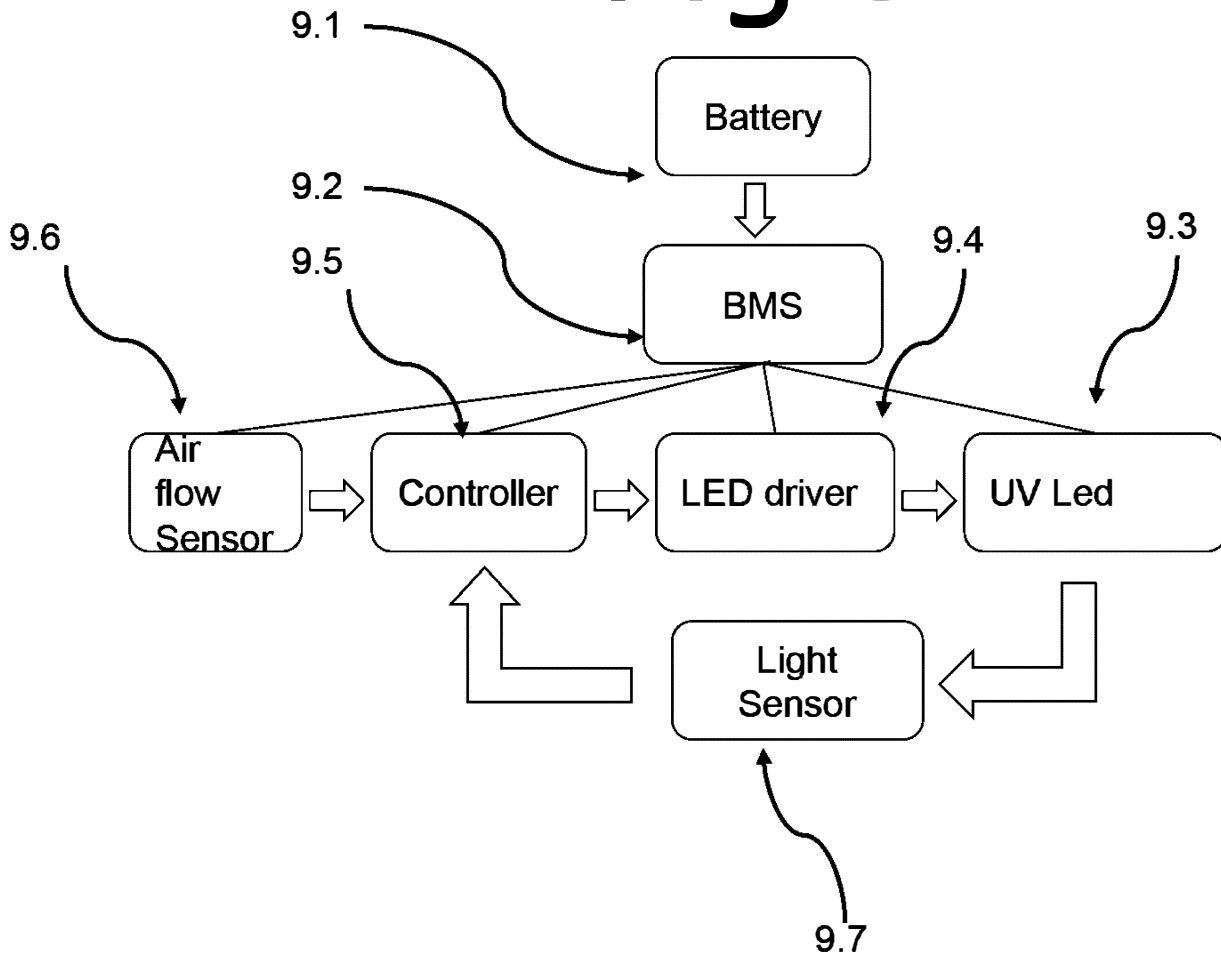 9.1
Battery
9.2
9.6
9.5
9.4
9.3
BMS
Air
flow
Sensor
Controller
LED driver
UV Led
Light
Sensor
9.7